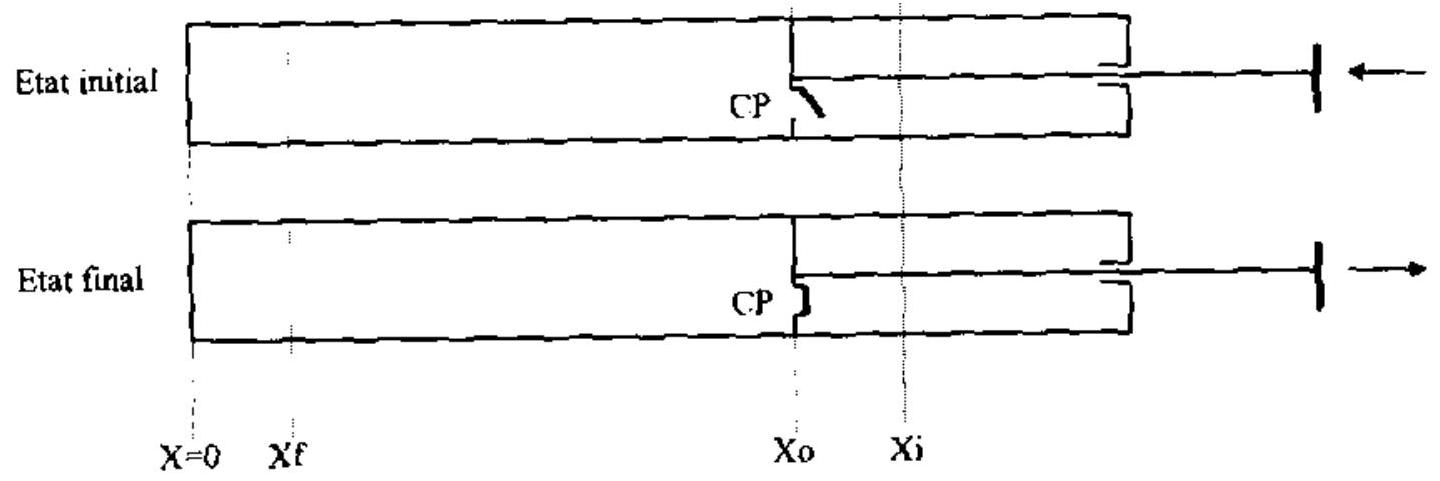 Etat initial
CP
Etat final
CP
X=0 Xf Xo Xi